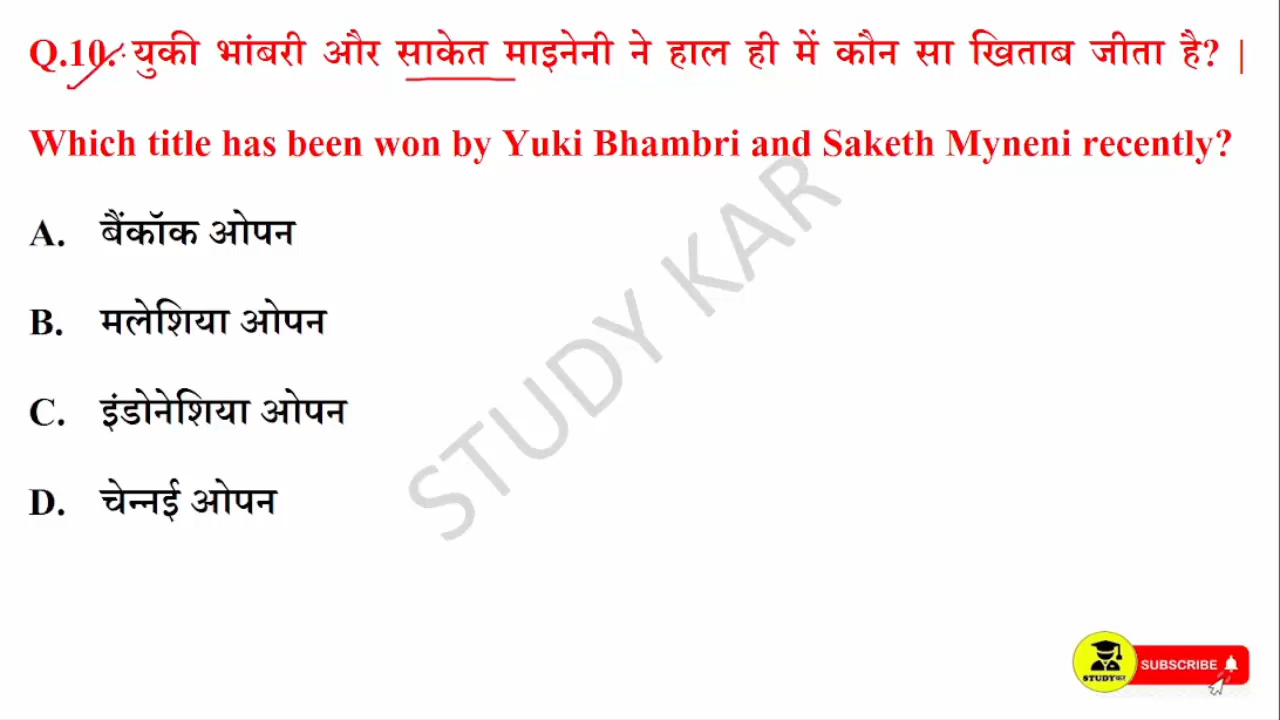 Q.10. युकी भांबरी और साकेत माइनेनी ने हाल ही में कौन सा खिताब जीता है? |
Which title has been won by Yuki Bhambri and Saketh Myneni recently?
A. बैंकॉक ओपन
B. मलेशिया ओपन
C. इंडोनेशिया ओपन
D. चेन्नई ओपन
STUDY KAR
STUDYकर
SUBSCRIBE